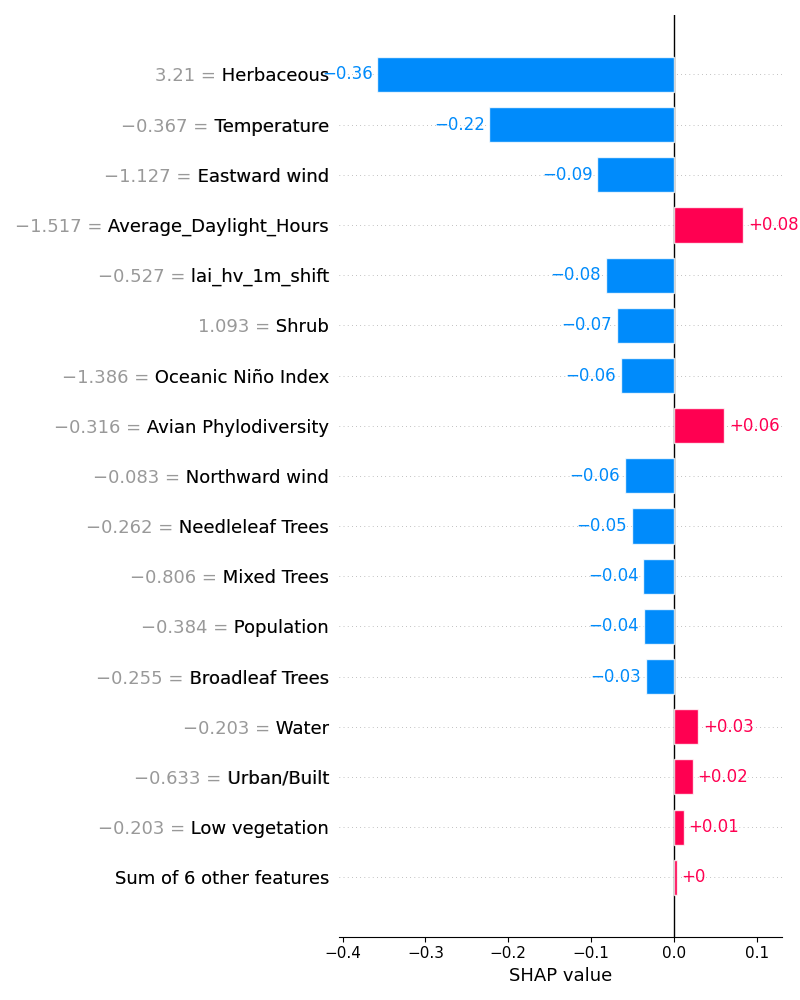 3.21 = Herbaceous −0.36
−0.367 = Temperature −0.22
−1.127 = Eastward wind −0.09
−1.517 = Average_Daylight_Hours +0.08
−0.527 = lai_hv_1m_shift −0.08
1.093 = Shrub −0.07
−1.386 = Oceanic Niño Index −0.06
−0.316 = Avian Phylodiversity +0.06
−0.083 = Northward wind −0.06
−0.262 = Needleleaf Trees −0.05
−0.806 = Mixed Trees −0.04
−0.384 = Population −0.04
−0.255 = Broadleaf Trees −0.03
−0.203 = Water +0.03
−0.633 = Urban/Built +0.02
−0.203 = Low vegetation +0.01
Sum of 6 other features +0
−0.4 −0.3 −0.2 −0.1 0.0 0.1
SHAP value